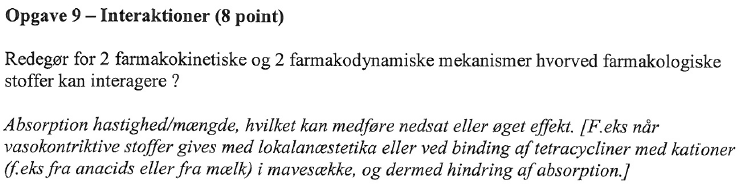 Opgave 9 – Interaktioner (8 point)
Redegør for 2 farmakokinetiske og 2 farmakodynamiske mekanismer hvorved farmakologiske
stoffer kan interagere ?
Absorption hastighed/mængde, hvilket kan medføre nedsat eller øget effekt. [F.eks når
vasokontriktive stoffer gives med lokalanæstetika eller ved binding af tetracycliner med kationer
(f.eks fra anacids eller fra mælk) i mavesække, og dermed hindring af absorption.]